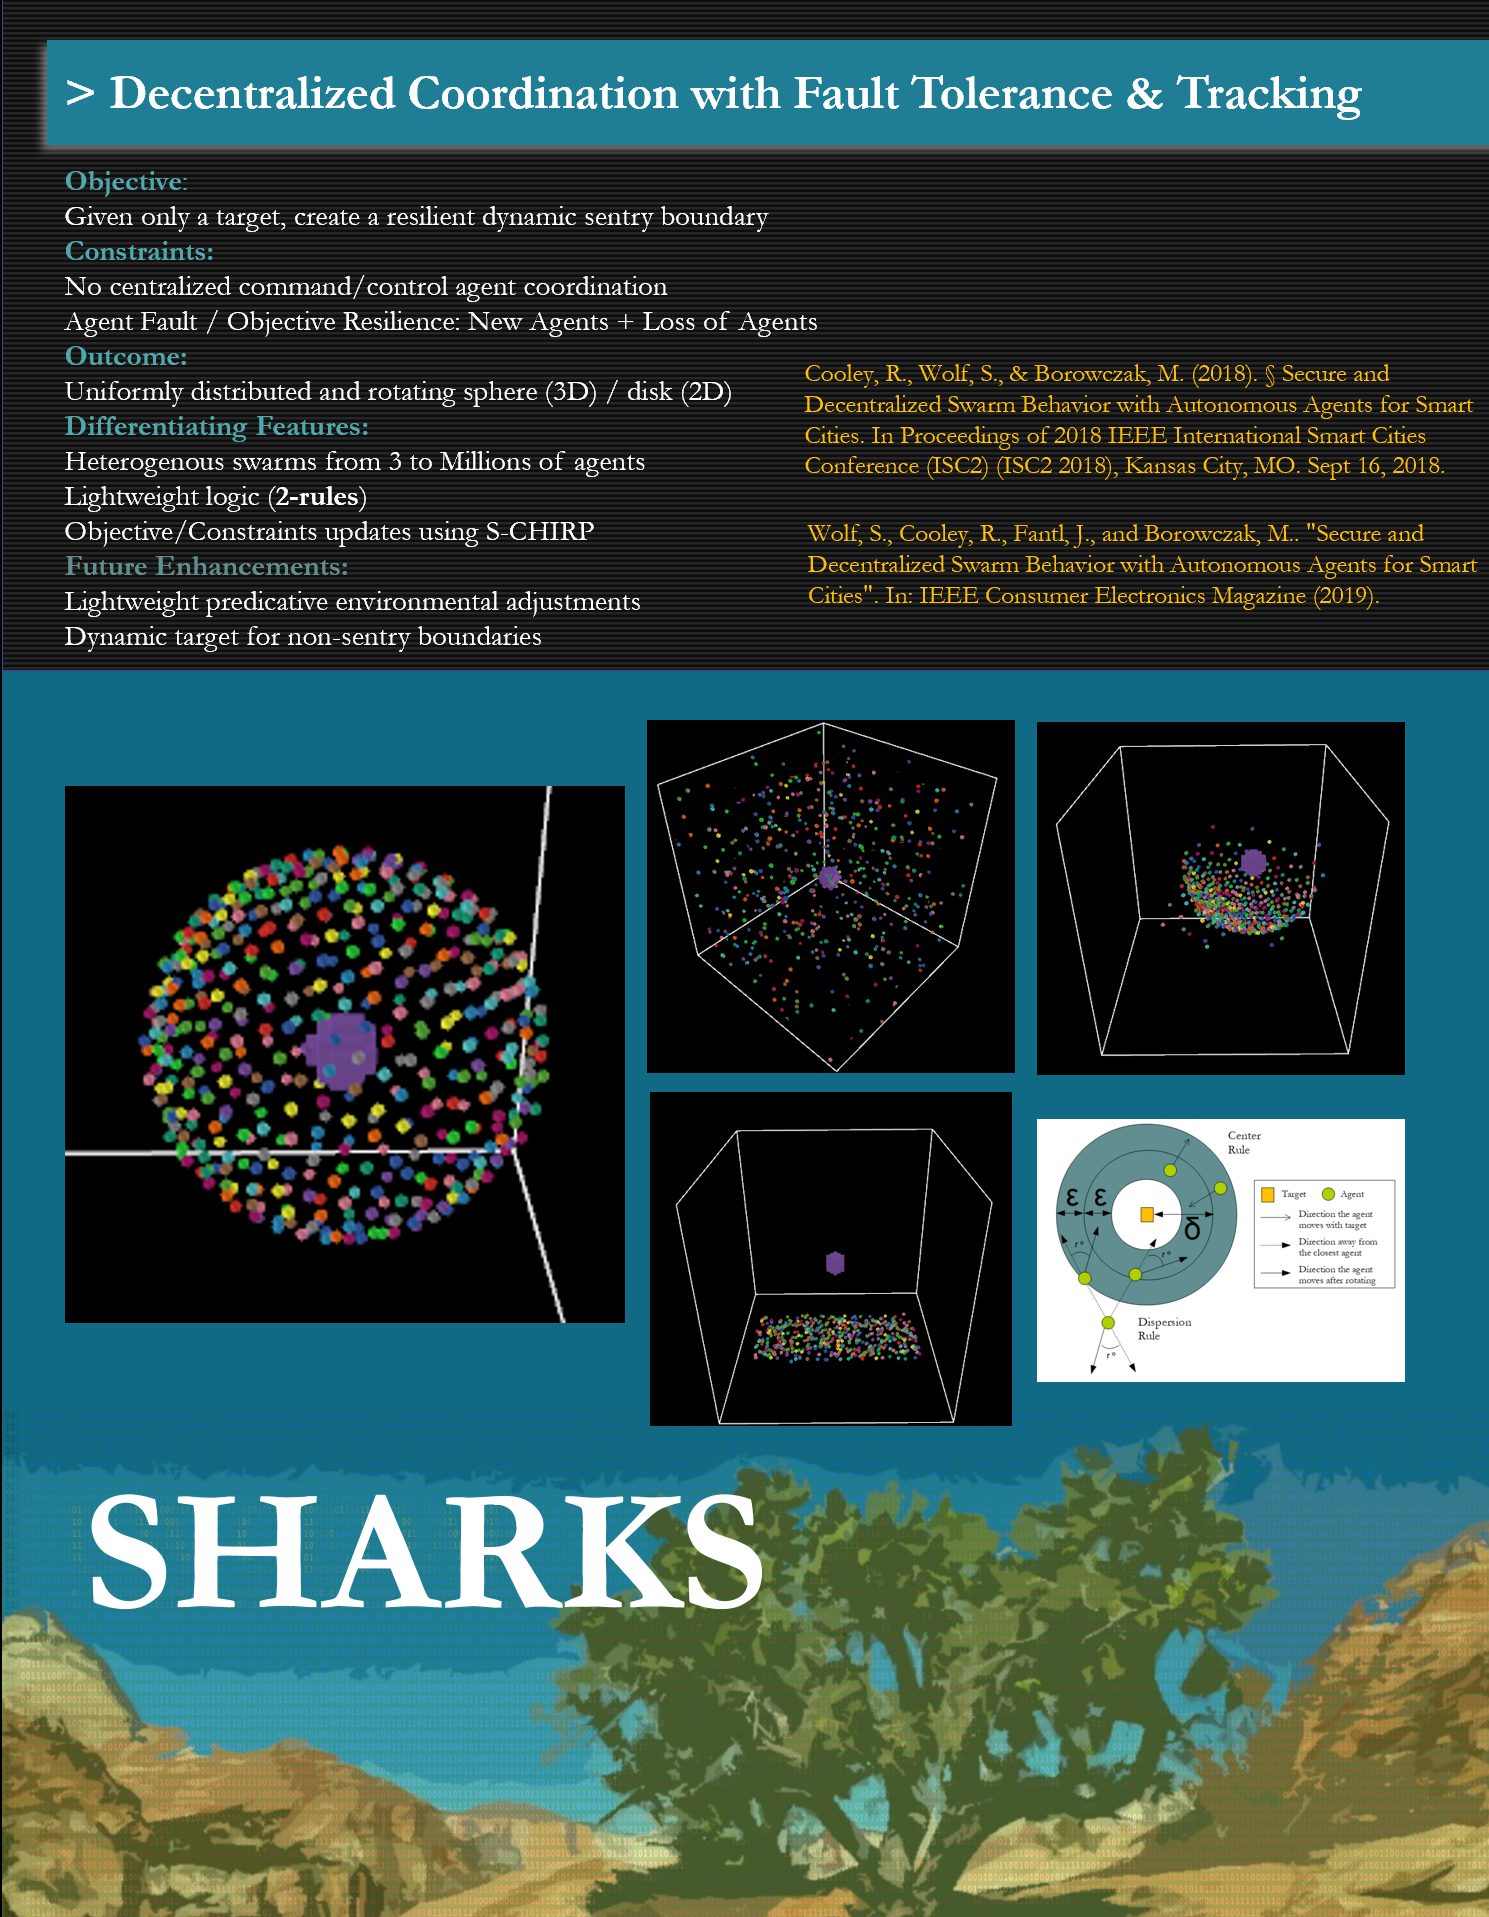 > Decentralized Coordination with Fault Tolerance & Tracking
Objective:
Given only a target, create a resilient dynamic sentry boundary
Constraints:
No centralized command/control agent coordination
Agent Fault / Objective Resilience: New Agents + Loss of Agents
Outcome:
Uniformly distributed and rotating sphere (3D) / disk (2D)
Differentiating Features:
Heterogenous swarms from 3 to Millions of agents
Lightweight logic (2-rules)
Objective/Constraints updates using S-CHIRP
Future Enhancements:
Lightweight predicative environmental adjustments
Dynamic target for non-sentry boundaries
Cooley, R., Wolf, S., & Borowczak, M. (2018). § Secure and
Decentralized Swarm Behavior with Autonomous Agents for Smart
Cities. In Proceedings of 2018 IEEE International Smart Cities
Conference (ISC2) (ISC2 2018), Kansas City, MO. Sept 16, 2018.
Wolf, S., Cooley, R., Fantl, J., and Borowczak, M.. "Secure and
Decentralized Swarm Behavior with Autonomous Agents for Smart
Cities". In: IEEE Consumer Electronics Magazine (2019).
Center
Rule
ε ε
δ
r°
r°
Dispersion
Rule
r°
Target Agent
Direction the agent
moves with target
Direction away from
the closest agent
Direction the agent
moves after rotating
SHARKS